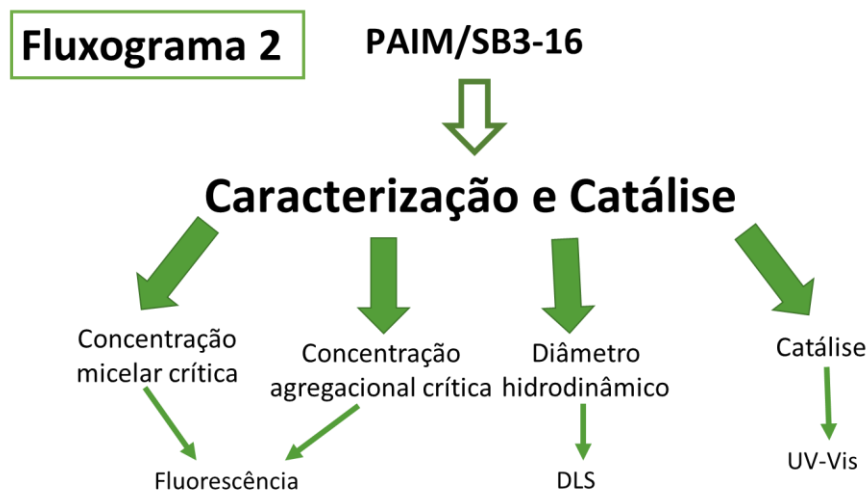 Fluxograma 2
PAIM/SB3-16
Caracterização e Catálise
Concentração
micelar crítica
Concentração
agregacional crítica
Diâmetro
hidrodinâmico
Catálise
Fluorescência
DLS
UV-Vis